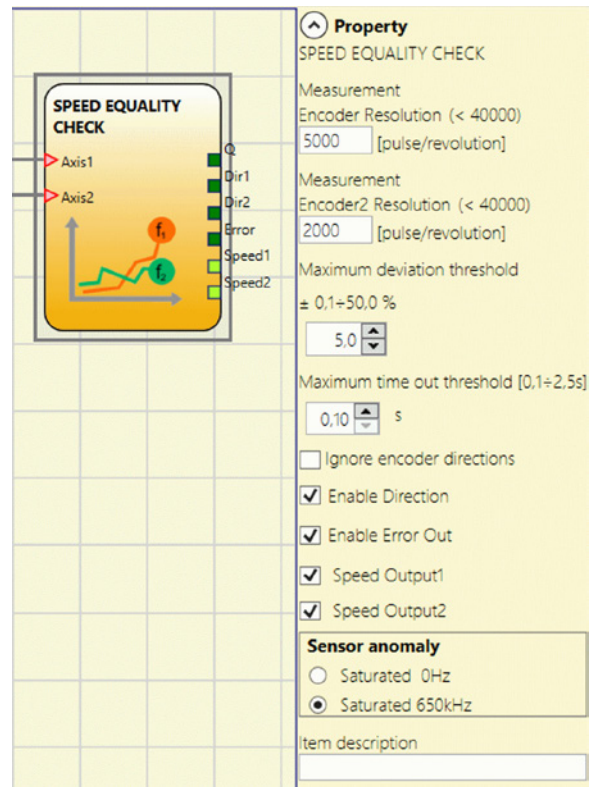 SPEED EQUALITY
CHECK
Axis1
Axis2
Q
Dir1
Dir2
Error
Speed1
Speed2
f1
f2
Property
SPEED EQUALITY CHECK
Measurement
Encoder Resolution (< 40000)
5000 [pulse/revolution]
Measurement
Encoder2 Resolution (< 40000)
2000 [pulse/revolution]
Maximum deviation threshold
± 0,1÷50,0 %
5,0
Maximum time out threshold [0,1÷2,5s]
0,10 s
Ignore encoder directions
Enable Direction
Enable Error Out
Speed Output1
Speed Output2
Sensor anomaly
Saturated 0Hz
Saturated 650kHz
Item description